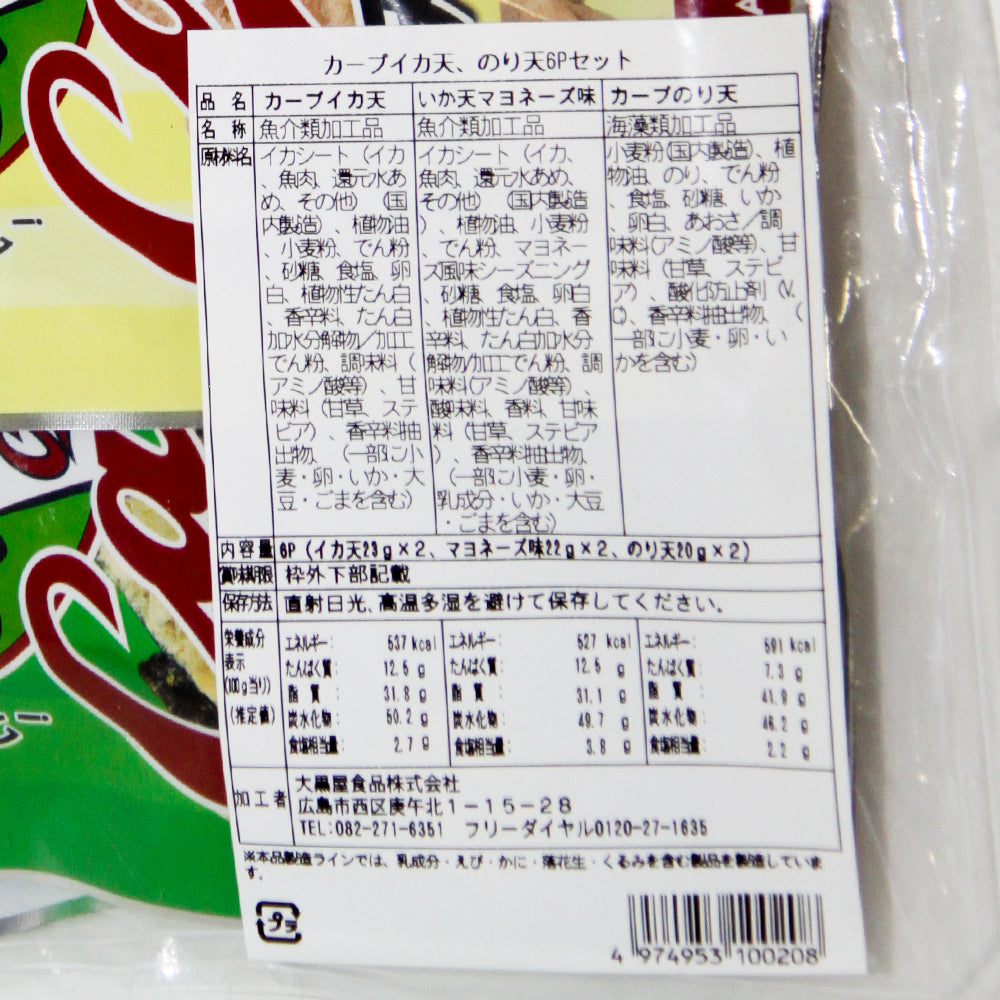 カープイカ天、のり天6Pセット
品 名 カープイカ天 いか天マヨネーズ味 カープのり天
名 称 魚介類加工品 魚介類加工品 海藻類加工品
原材料名
イカシート（イカ
、魚肉、還元水あ
め、その他）（国
内製造）、植物油
、小麦粉、でん粉
、砂糖、食塩、卵
白、植物性たん白
、香辛料、たん白
加水分解物／加工
でん粉、調味料（
アミノ酸等）、甘
味料（甘草、ステ
ビア）、香辛料抽
出物、（一部に小
麦・卵・いか・大
豆・ごまを含む）
イカシート（イカ、
魚肉、還元水あめ、
その他）（国内製造
）、植物油、小麦粉
、でん粉、マヨネー
ズ風味シーズニング
、砂糖、食塩、卵白
、植物性たん白、香
辛料、たん白加水分
解物／加工でん粉、調
味料（アミノ酸等）、
酸味料、香料、甘味
料（甘草、ステビア
）、香辛料抽出物、
（一部に小麦・卵・
乳成分・いか・大豆
・ごまを含む）
小麦粉（国内製造）、植
物油、のり、でん粉
、食塩、砂糖、いか
、卵白、あおさ／調
味料（アミノ酸等）、甘
味料（甘草、ステビ
ア）、酸化防止剤（V.
C）、香辛料抽出物、（
一部に小麦・卵・い
かを含む）
内容量 6P（イカ天23g×2、マヨネーズ味22g×2、のり天20g×2）
賞味期限 枠外下部記載
保存方法 直射日光、高温多湿を避けて保存してください。
栄養成分
表示
(100g当り)
(推定値)
エネルギー: 537 kcal
たんぱく質: 12.5 g
脂 質 : 31.8 g
炭水化物: 50.2 g
食塩相当量: 2.7 g
エネルギー: 527 kcal
たんぱく質: 12.5 g
脂 質 : 31.1 g
炭水化物: 49.7 g
食塩相当量: 3.8 g
エネルギー: 591 kcal
たんぱく質: 7.3 g
脂 質 : 41.9 g
炭水化物: 46.2 g
食塩相当量: 2.2 g
加工者
大黒屋食品株式会社
広島市西区庚午北1－15－28
TEL:082-271-6351 フリーダイヤル0120-27-1635
※本品製造ラインでは、乳成分・えび・かに・落花生・くるみを含む製品を製造していま
す。
プラ
4 974953 100208